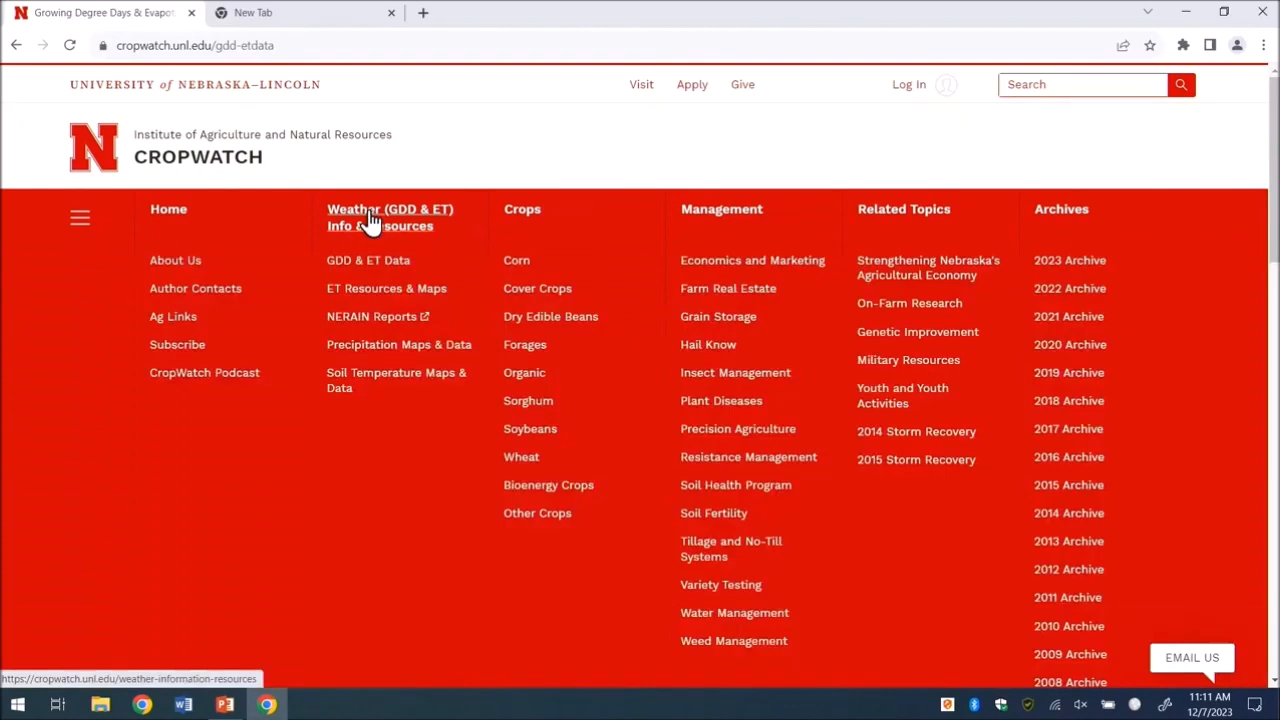 Growing Degree Days & Evapot
New Tab
cropwatch.unl.edu/gdd-etdata
UNIVERSITY of NEBRASKA–LINCOLN
Visit
Apply
Give
Log In
Search
N
Institute of Agriculture and Natural Resources
CROPWATCH
Home
About Us
Author Contacts
Ag Links
Subscribe
CropWatch Podcast
Weather (GDD & ET)
Info & Resources
GDD & ET Data
ET Resources & Maps
NERAIN Reports
Precipitation Maps & Data
Soil Temperature Maps &
Data
Crops
Corn
Cover Crops
Dry Edible Beans
Forages
Organic
Sorghum
Soybeans
Wheat
Bioenergy Crops
Other Crops
Management
Economics and Marketing
Farm Real Estate
Grain Storage
Hail Know
Insect Management
Plant Diseases
Precision Agriculture
Resistance Management
Soil Health Program
Soil Fertility
Tillage and No-Till
Systems
Variety Testing
Water Management
Weed Management
Related Topics
Strengthening Nebraska's
Agricultural Economy
On-Farm Research
Genetic Improvement
Military Resources
Youth and Youth
Activities
2014 Storm Recovery
2015 Storm Recovery
Archives
2023 Archive
2022 Archive
2021 Archive
2020 Archive
2019 Archive
2018 Archive
2017 Archive
2016 Archive
2015 Archive
2014 Archive
2013 Archive
2012 Archive
2011 Archive
2010 Archive
2009 Archive
2008 Archive
EMAIL US
https://cropwatch.unl.edu/weather-information-resources
11:11 AM
12/7/2023